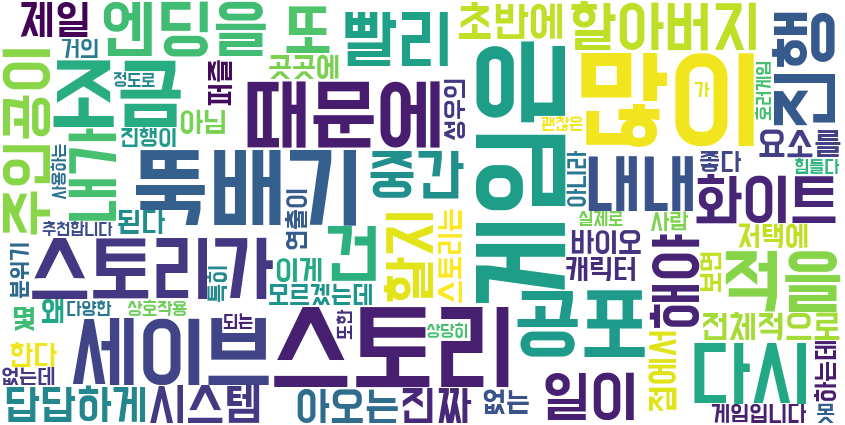 제일
엔딩을
또
빨리
초반에
할아버지
거인
곳곳에
정도로
퍼즐
주인공이
조금
내가
때문에
성우인
게임은
많이
가
호러게임
진행
진행이
아님
괜찮은
요소를
사용하는
뚝배기
중간
아니라
내내
좋다
힘들다
화이트
된다
추천합니다
연출이
건
할지
스토리는
실제로
사람
바이오
저택에
분위기
스토리가
특히
이게
모르겠는데
캐릭터
해야
보면
적을
쩔
왜
다양한
상호작용
되는
또한
상당히
공포
전체적으로
한다
없는데
세이브
스토리
점에서
다시
하는데
답답하게
시스템
아오는
진짜
없는
일이
게임입니다
못